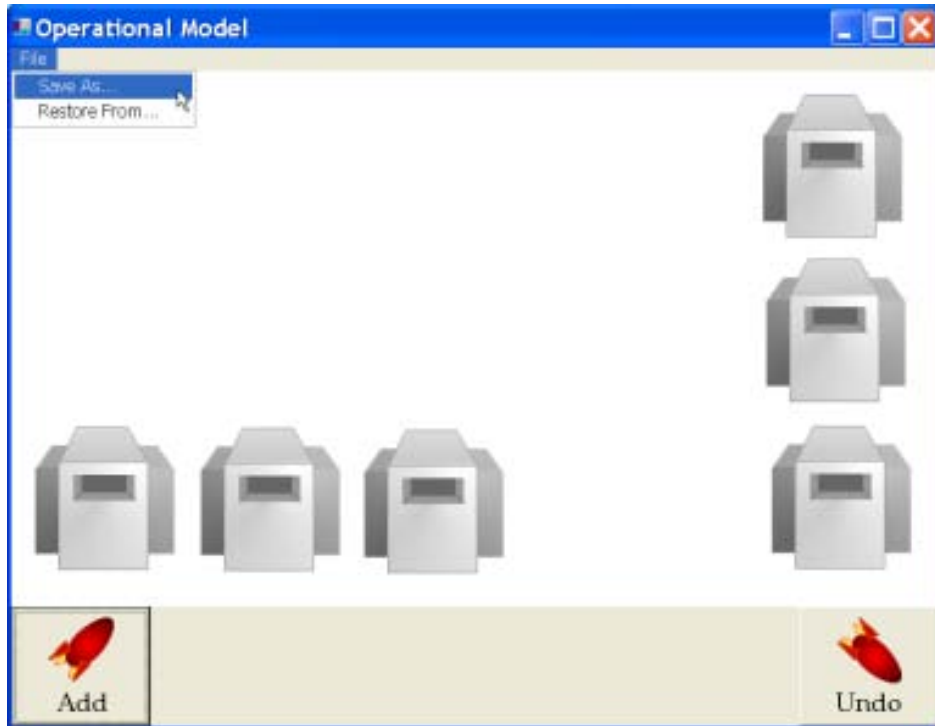 Operational Model
File
Save As...
Restore From...
Add
Undo